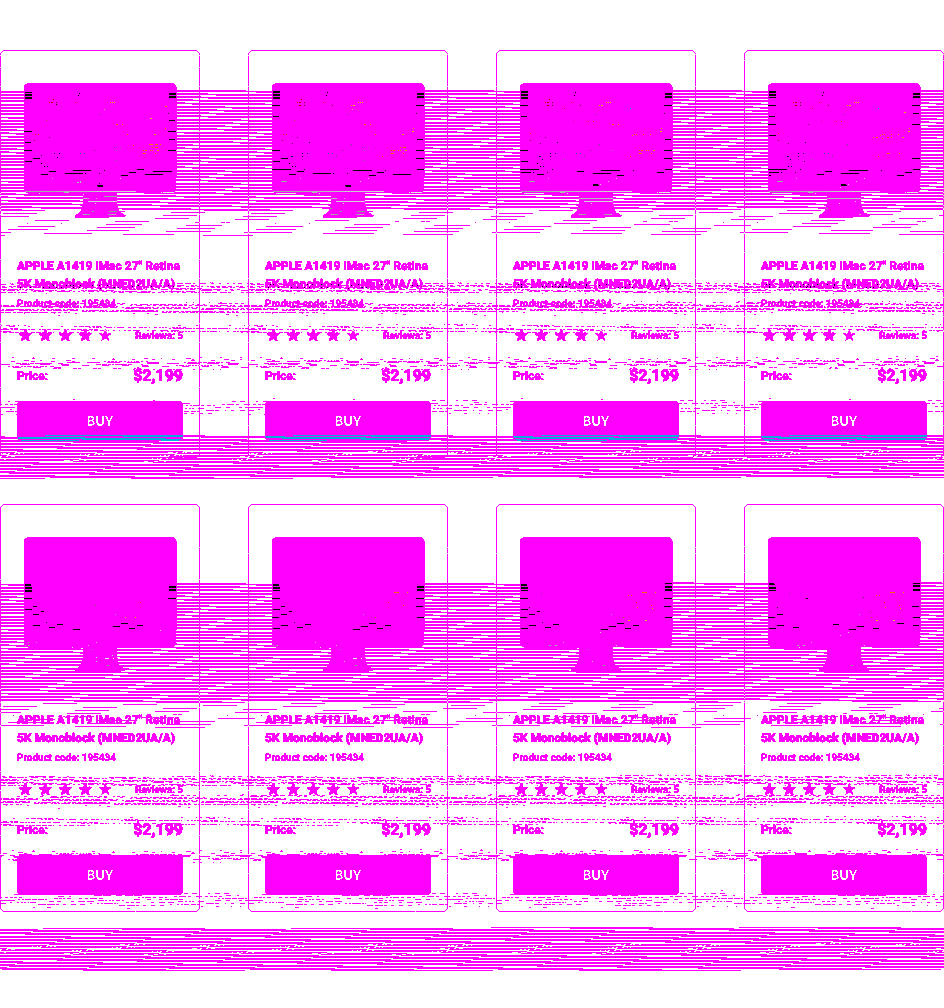 APPLE A1419 iMac 27" Retina APPLE A1419 iMac 27" Retina APPLE A1419 iMac 27" Retina APPLE A1419 iMac 27" Retina
5K Monoblock (MNED2UA/A) 5K Monoblock (MNED2UA/A) 5K Monoblock (MNED2UA/A) 5K Monoblock (MNED2UA/A)
Product code: 195434 Product code: 195434 Product code: 195434 Product code: 195434
Reviews: 5 Reviews: 5 Reviews: 5 Reviews: 5
Price: $2,199 Price: $2,199 Price: $2,199 Price: $2,199
BUY BUY BUY BUY
APPLE A1419 iMac 27" Retina APPLE A1419 iMac 27" Retina APPLE A1419 iMac 27" Retina APPLE A1419 iMac 27" Retina
5K Monoblock (MNED2UA/A) 5K Monoblock (MNED2UA/A) 5K Monoblock (MNED2UA/A) 5K Monoblock (MNED2UA/A)
Product code: 195434 Product code: 195434 Product code: 195434 Product code: 195434
Reviews: 5 Reviews: 5 Reviews: 5 Reviews: 5
Price: $2,199 Price: $2,199 Price: $2,199 Price: $2,199
BUY BUY BUY BUY